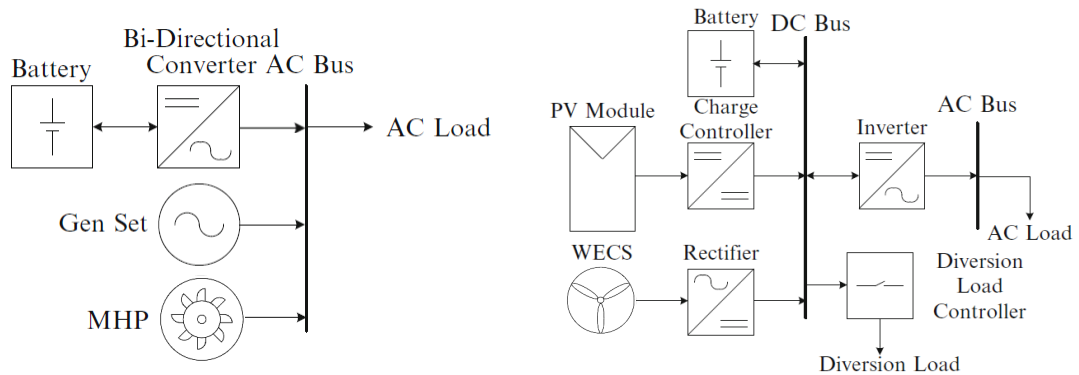 Bi-Directional
Converter AC Bus
Battery
AC Load
Gen Set
MHP
Battery
DC Bus
PV Module
Charge
Controller
Inverter
AC Bus
AC Load
WECS
Rectifier
Diversion
Load
Controller
Diversion Load